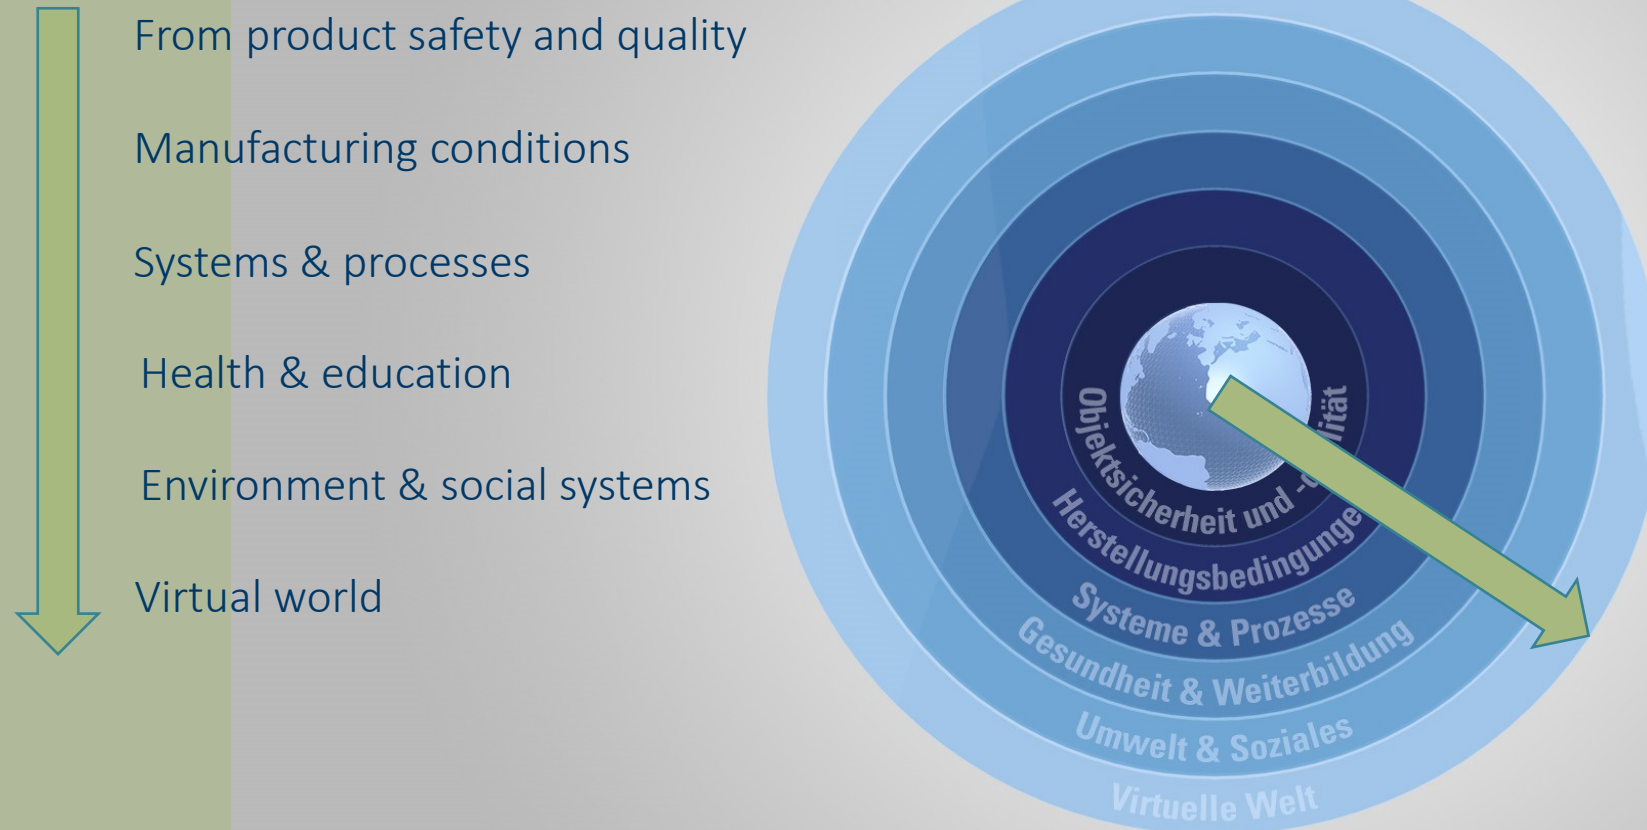 From product safety and quality
Manufacturing conditions
Systems & processes
Health & education
Environment & social systems
Virtual world
Objektsicherheit und
Herstellungsbedingunge
Systeme & Prozesse
Gesundheit & Weiterbildung
Umwelt & Soziales
Virtuelle Welt